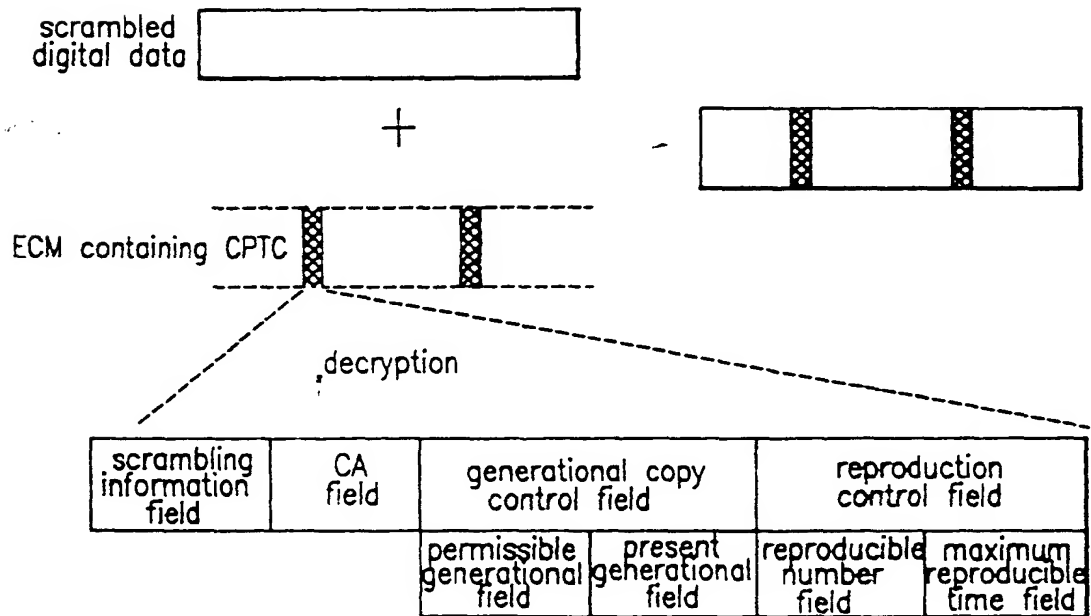 scrambled
digital data
+
ECM containing CPTC
decryption
scrambling
information
field
CA
field
generational copy
control field
reproduction
control field
permissible
generational
field
present
generational
field
reproducible
number
field
maximum
reproducible
time field